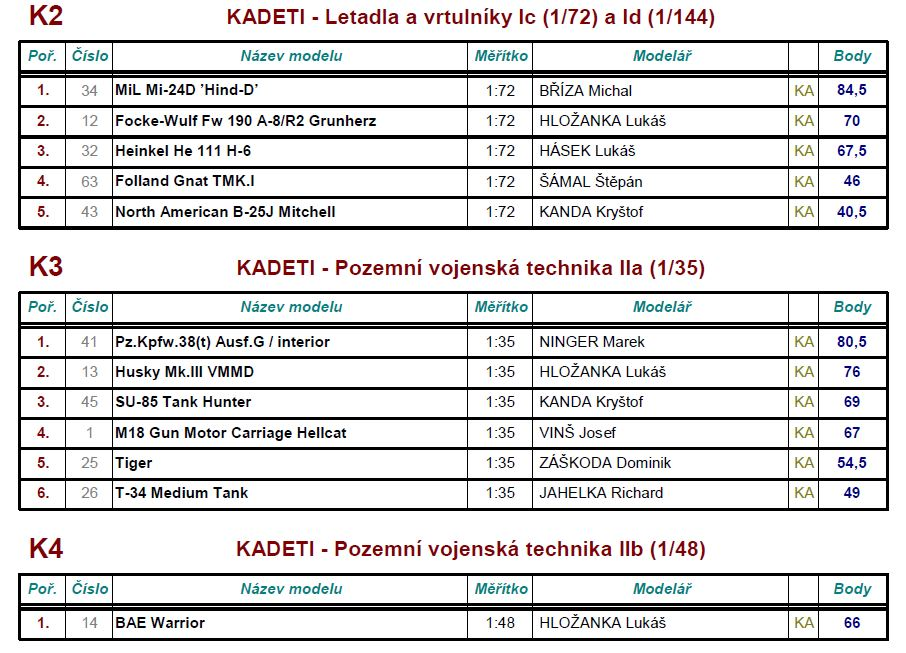 K2 KADETI - Letadla a vrtulníky Ic (1/72) a Id (1/144)
Poř. Číslo Název modelu Měřítko Modelář Body
1. 34 MiL Mi-24D ’Hind-D’ 1:72 BŘÍZA Michal KA 84,5
2. 12 Focke-Wulf Fw 190 A-8/R2 Grunherz 1:72 HLOŽANKA Lukáš KA 70
3. 32 Heinkel He 111 H-6 1:72 HÁSEK Lukáš KA 67,5
4. 63 Folland Gnat TMK.I 1:72 ŠÁMAL Štěpán KA 46
5. 43 North American B-25J Mitchell 1:72 KANDA Kryštof KA 40,5
K3 KADETI - Pozemní vojenská technika IIa (1/35)
Poř. Číslo Název modelu Měřítko Modelář Body
1. 41 Pz.Kpfw.38(t) Ausf.G / interior 1:35 NINGER Marek KA 80,5
2. 13 Husky Mk.III VMMD 1:35 HLOŽANKA Lukáš KA 76
3. 45 SU-85 Tank Hunter 1:35 KANDA Kryštof KA 69
4. 1 M18 Gun Motor Carriage Hellcat 1:35 VINŠ Josef KA 67
5. 25 Tiger 1:35 ZÁŠKODA Dominik KA 54,5
6. 26 T-34 Medium Tank 1:35 JAHELKA Richard KA 49
K4 KADETI - Pozemní vojenská technika IIb (1/48)
Poř. Číslo Název modelu Měřítko Modelář Body
1. 14 BAE Warrior 1:48 HLOŽANKA Lukáš KA 66